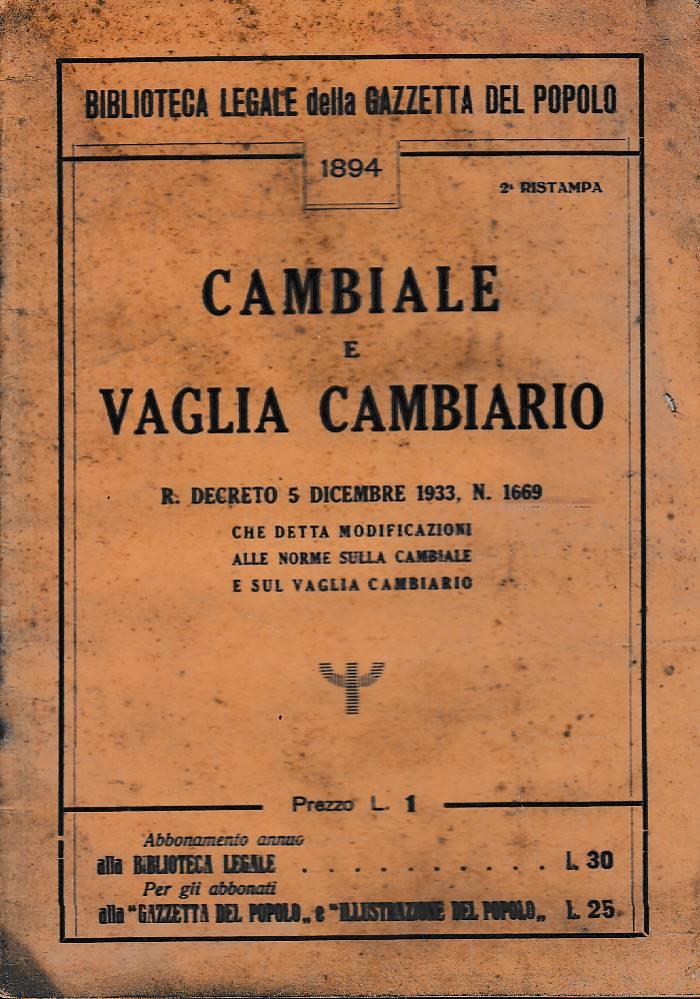 BIBLIOTECA LEGALE della GAZZETTA DEL POPOLO
1894
2ª RISTAMPA
CAMBIALE
E
VAGLIA CAMBIARIO
R. DECRETO 5 DICEMBRE 1933, N. 1669
CHE DETTA MODIFICAZIONI
ALLE NORME SULLA CAMBIALE
E SUL VAGLIA CAMBIARIO
Prezzo L. 1
Abbonamento annuo
alla BIBLIOTECA LEGALE . . . . . . . . . . . L. 30
Per gli abbonati
alla "GAZZETTA DEL POPOLO„ e "ILLUSTRAZIONE DEL POPOLO„ L. 25